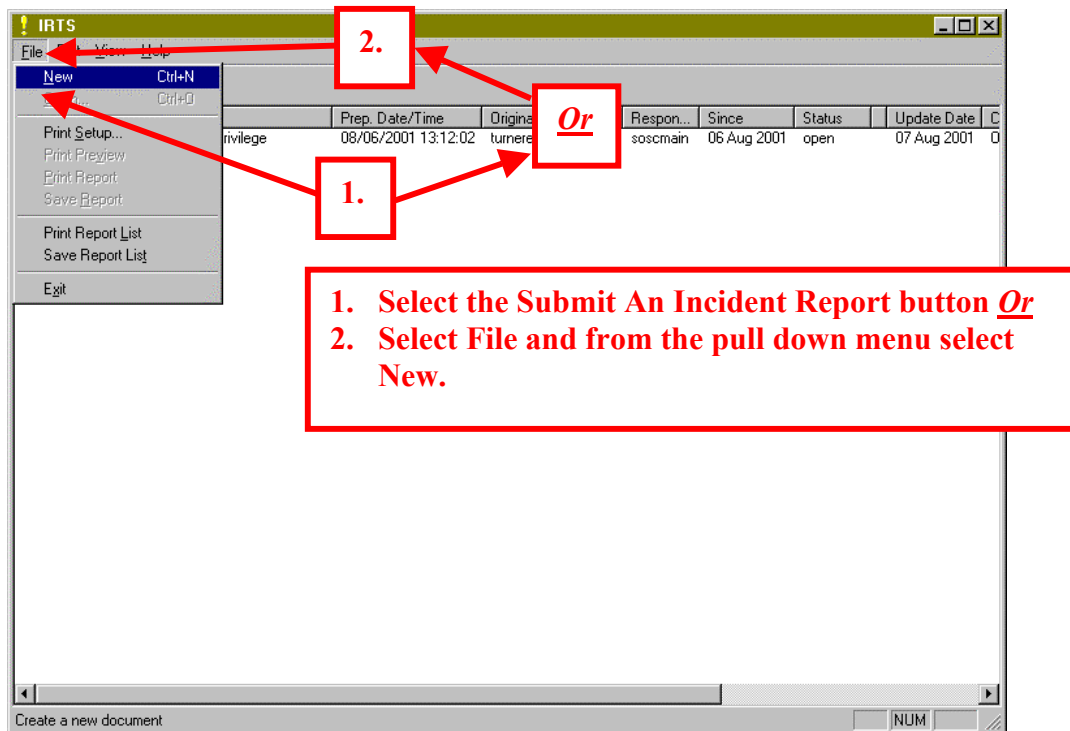 IRTS
File View Help
2.
New Ctrl+N
Ctrl+O
Or
Prep. Date/Time Origina Respon... Since Status Update Date C
rivilege 08/06/2001 13:12:02 turnere soscmain 06 Aug 2001 open 07 Aug 2001 0
Print Setup...
Print Preview
Print Report
Save Report
1.
Print Report List
Save Report List
Exit
1. Select the Submit An Incident Report button Or
2. Select File and from the pull down menu select
New.
Create a new document NUM